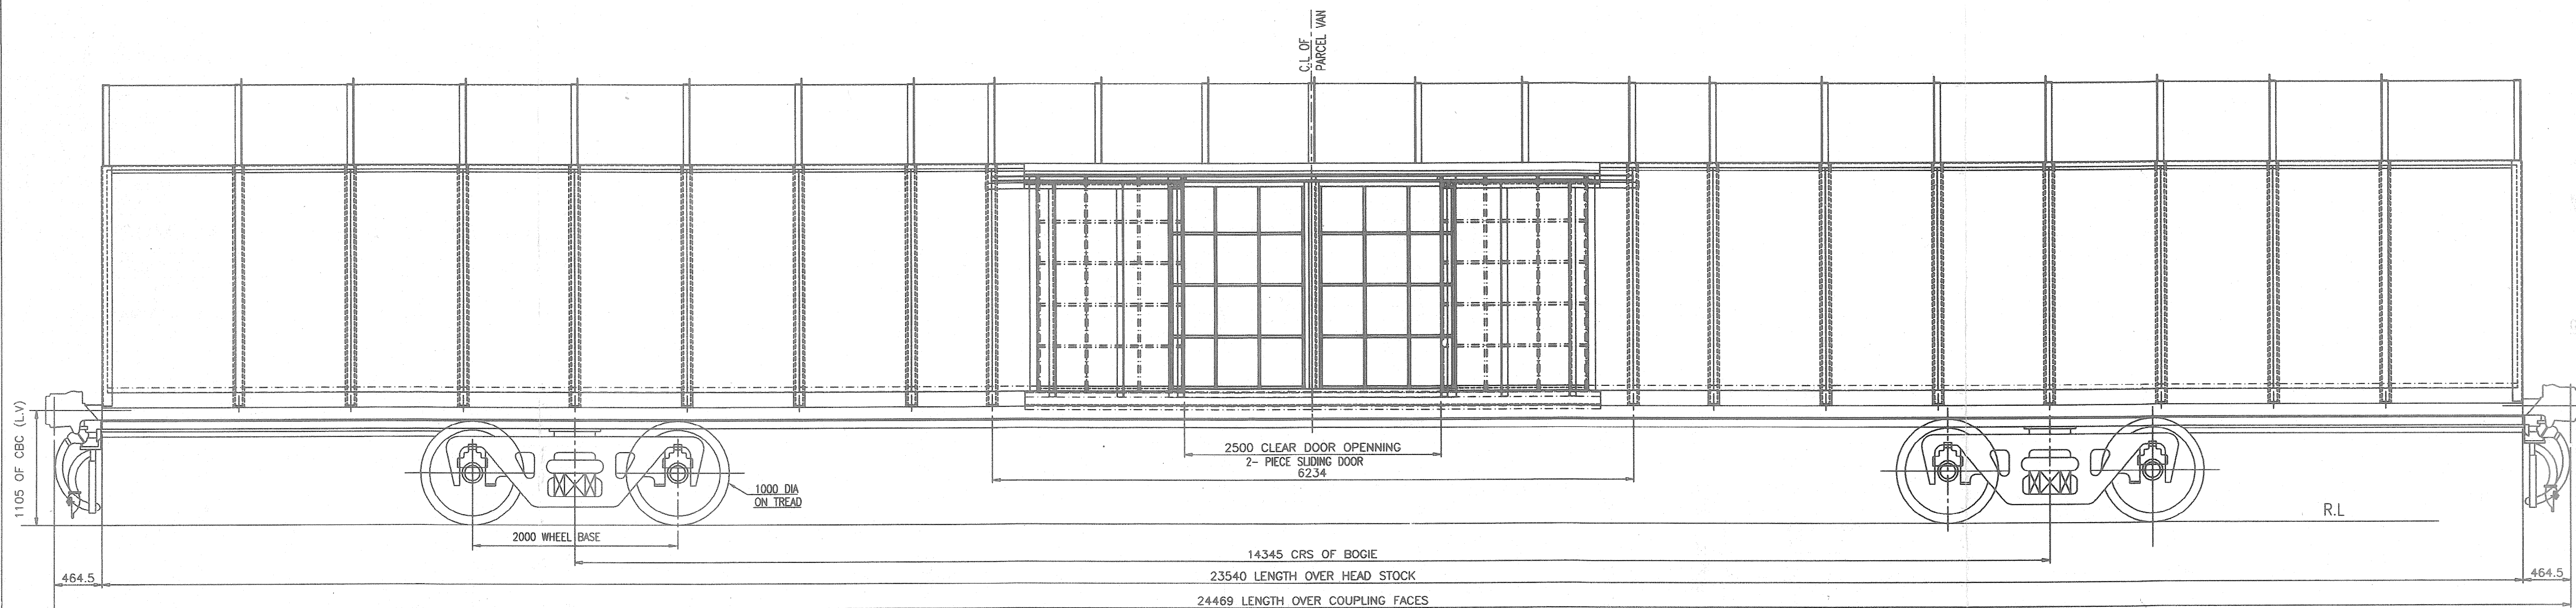 C.L OF
PARCEL VAN
1105 OF CBC (L.V)
2500 CLEAR DOOR OPENNING
2- PIECE SLIDING DOOR
6234
1000 DIA
ON TREAD
R.L
2000 WHEEL BASE
14345 CRS OF BOGIE
464.5
23540 LENGTH OVER HEAD STOCK
464.5
24469 LENGTH OVER COUPLING FACES